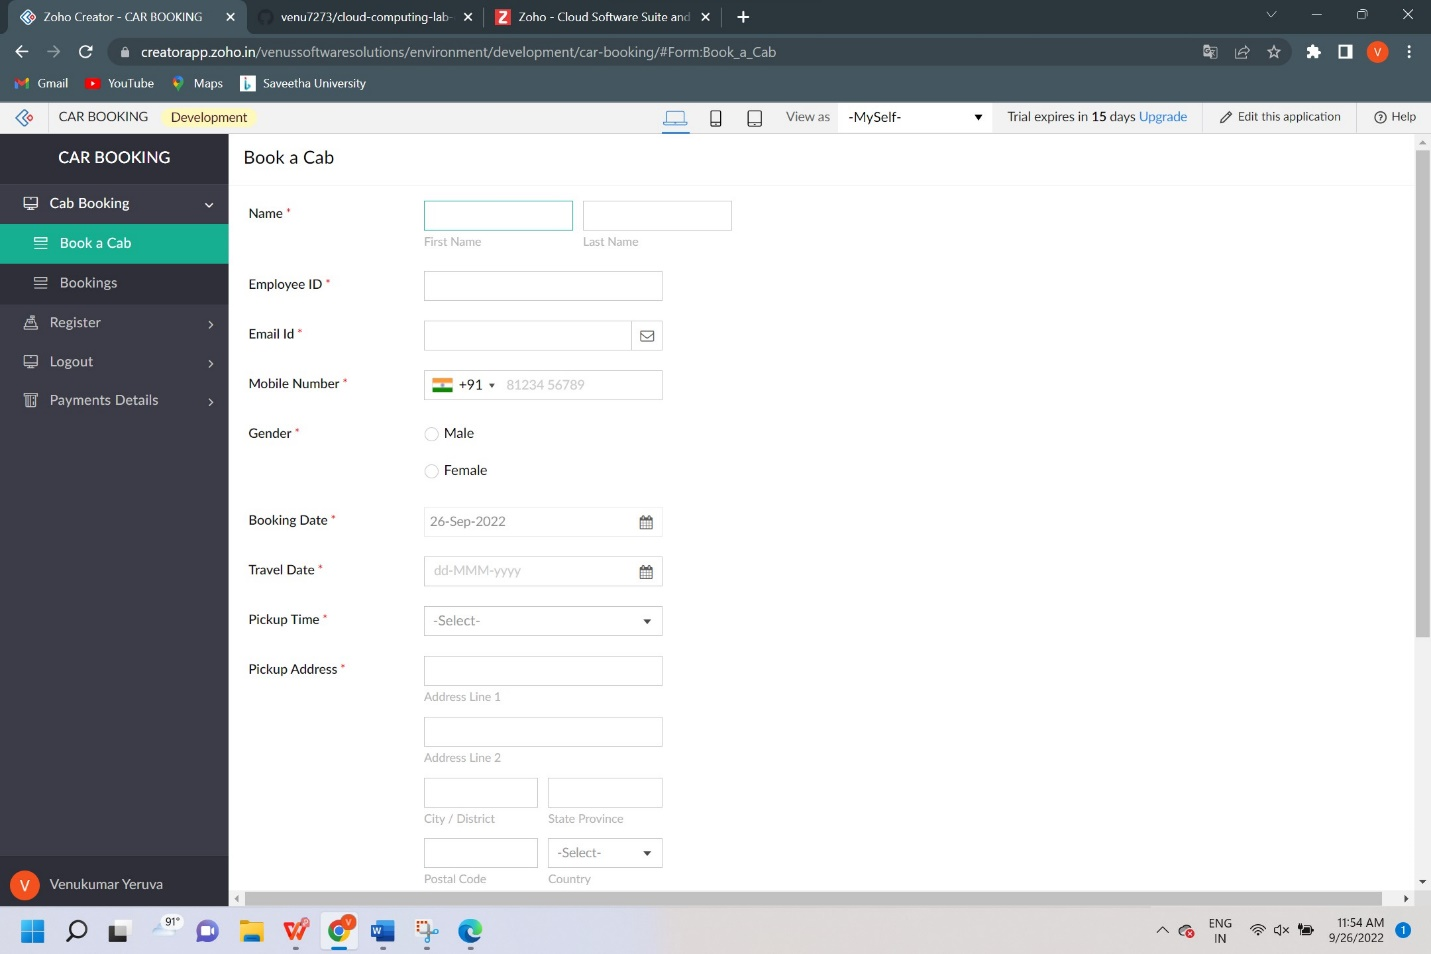 Zoho Creator - CAR BOOKING
venu7273/cloud-computing-lab-
Zoho - Cloud Software Suite and
creatorapp.zoho.in/venussoftwaresolutions/environment/development/car-booking/#Form:Book_a_Cab
V
Gmail
YouTube
Maps
Saveetha University
CAR BOOKING
Development
View as
-MySelf-
Trial expires in 15 days Upgrade
Edit this application
Help
CAR BOOKING
Cab Booking
Book a Cab
Bookings
Register
Logout
Payments Details
V Venukumar Yeruva
Book a Cab
Name *
First Name
Last Name
Employee ID *
Email Id *
Mobile Number *
+91 81234 56789
Gender *
Male
Female
Booking Date *
26-Sep-2022
Travel Date *
dd-MMM-yyyy
Pickup Time *
-Select-
Pickup Address *
Address Line 1
Address Line 2
City / District
State Province
-Select-
Postal Code
Country
91°
ENG
IN
11:54 AM
9/26/2022
1